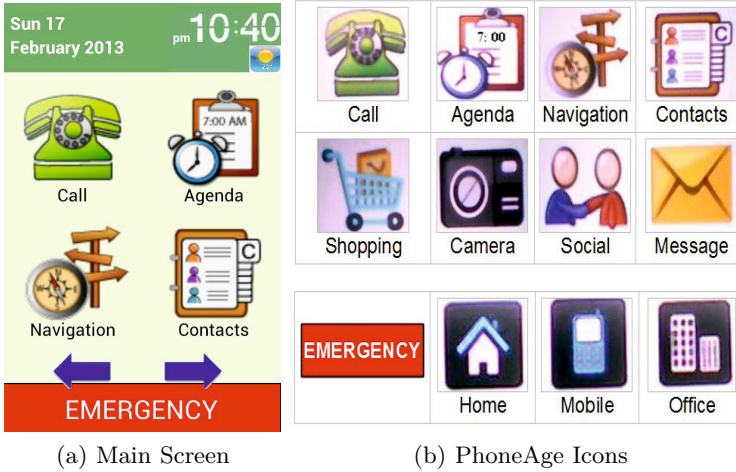 Sun 17
February 2013
pm 10:40
7:00 AM
Call
Agenda
C
Navigation
Contacts
EMERGENCY
(a) Main Screen
7: 00
C
Call
Agenda
Navigation
Contacts
Shopping
Camera
Social
Message
EMERGENCY
Home
Mobile
Office
(b) PhoneAge Icons